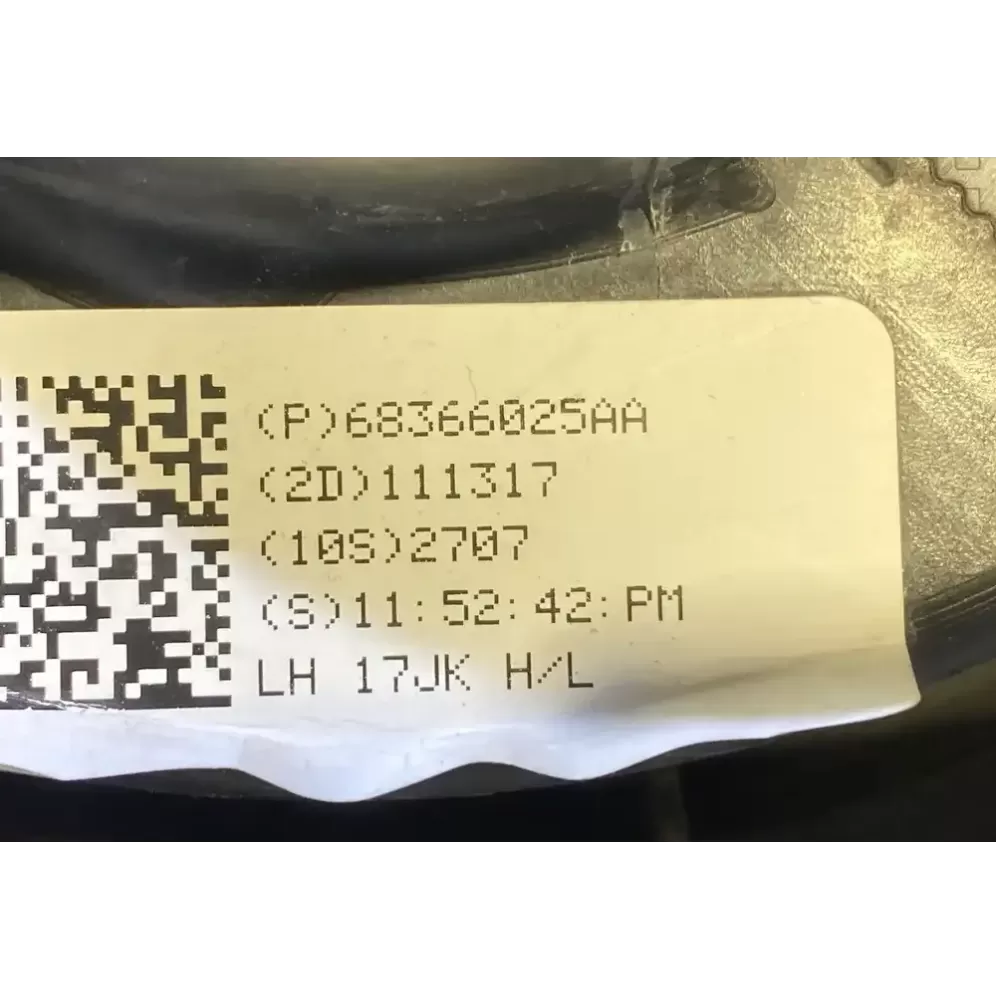 (P)68366025AA
(2D)111317
(10S)2707
(S)11:52:42:PM
LH 17JK H/L